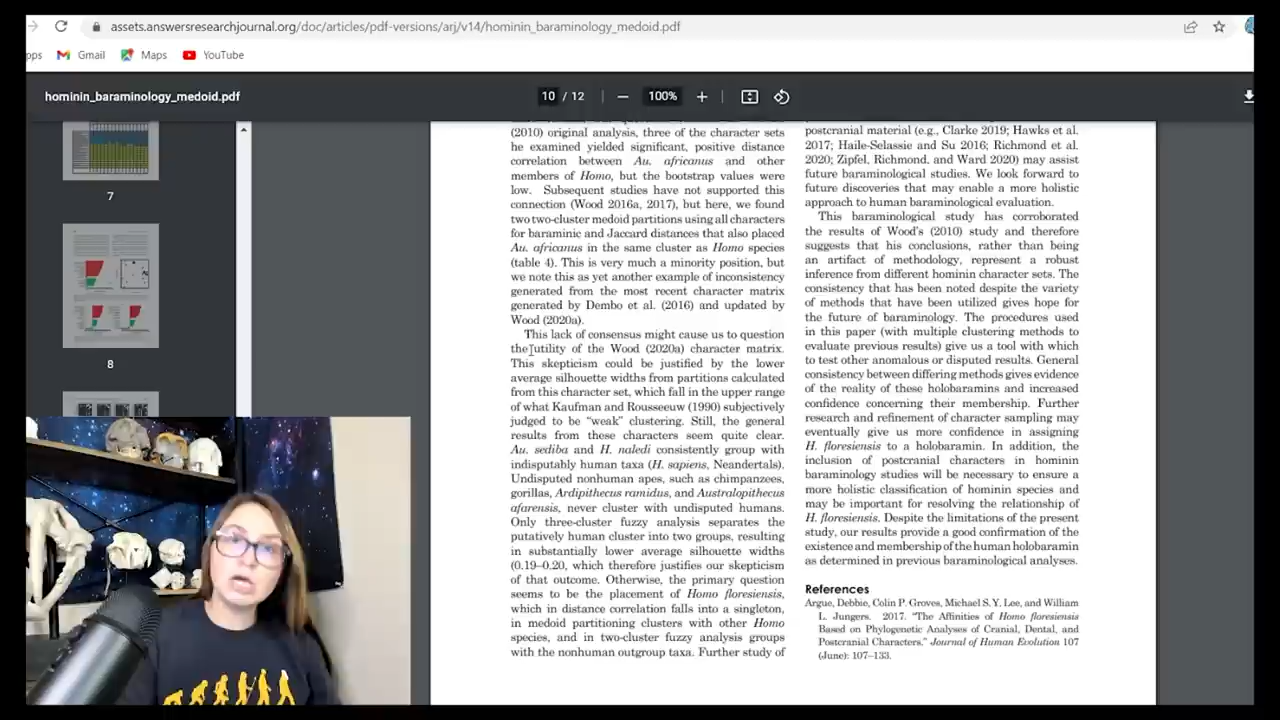 assets.answersresearchjournal.org/doc/articles/pdf-versions/arj/v14/hominin_baraminology_medoid.pdf
pps
Gmail
Maps
YouTube
hominin_baraminology_medoid.pdf
10 / 12
100%
7
8
(2010) original analysis, three of the character sets
he examined yielded significant, positive distance
correlation between Au. africanus and other
members of Homo, but the bootstrap values were
low. Subsequent studies have not supported this
connection (Wood 2016a, 2017), but here, we found
two two-cluster medoid partitions using all characters
for baraminic and Jaccard distances that also placed
Au. africanus in the same cluster as Homo species
(table 4). This is very much a minority position, but
we note this as yet another example of inconsistency
generated from the most recent character matrix
generated by Dembo et al. (2016) and updated by
Wood (2020a).
This lack of consensus might cause us to question
the utility of the Wood (2020a) character matrix.
This skepticism could be justified by the lower
average silhouette widths from partitions calculated
from this character set, which fall in the upper range
of what Kaufman and Rousseeuw (1990) subjectively
judged to be “weak” clustering. Still, the general
results from these characters seem quite clear.
Au. sediba and H. naledi consistently group with
indisputably human taxa (H. sapiens, Neandertals).
Undisputed nonhuman apes, such as chimpanzees,
gorillas, Ardipithecus ramidus, and Australopithecus
afarensis, never cluster with undisputed humans.
Only three-cluster fuzzy analysis separates the
putatively human cluster into two groups, resulting
in substantially lower average silhouette widths
(0.19–0.20, which therefore justifies our skepticism
of that outcome. Otherwise, the primary question
seems to be the placement of Homo floresiensis,
which in distance correlation falls into a singleton,
in medoid partitioning clusters with other Homo
species, and in two-cluster fuzzy analysis groups
with the nonhuman outgroup taxa. Further study of
postcranial material (e.g., Clarke 2019; Hawks et al.
2017; Haile-Selassie and Su 2016; Richmond et al.
2020; Zipfel, Richmond, and Ward 2020) may assist
future baraminological studies. We look forward to
future discoveries that may enable a more holistic
approach to human baraminological evaluation.
This baraminological study has corroborated
the results of Wood’s (2010) study and therefore
suggests that his conclusions, rather than being
an artifact of methodology, represent a robust
inference from different hominin character sets. The
consistency that has been noted despite the variety
of methods that have been utilized gives hope for
the future of baraminology. The procedures used
in this paper (with multiple clustering methods to
evaluate previous results) give us a tool with which
to test other anomalous or disputed results. General
consistency between differing methods gives evidence
of the reality of these holobaramins and increased
confidence concerning their membership. Further
research and refinement of character sampling may
eventually give us more confidence in assigning
H. floresiensis to a holobaramin. In addition, the
inclusion of postcranial characters in hominin
baraminology studies will be necessary to ensure a
more holistic classification of hominin species and
may be important for resolving the relationship of
H. floresiensis. Despite the limitations of the present
study, our results provide a good confirmation of the
existence and membership of the human holobaramin
as determined in previous baraminological analyses.
References
Argue, Debbie, Colin P. Groves, Michael S.Y. Lee, and William
L. Jungers. 2017. “The Affinities of Homo floresiensis
Based on Phylogenetic Analyses of Cranial, Dental, and
Postcranial Characters.” Journal of Human Evolution 107
(June): 107–133.